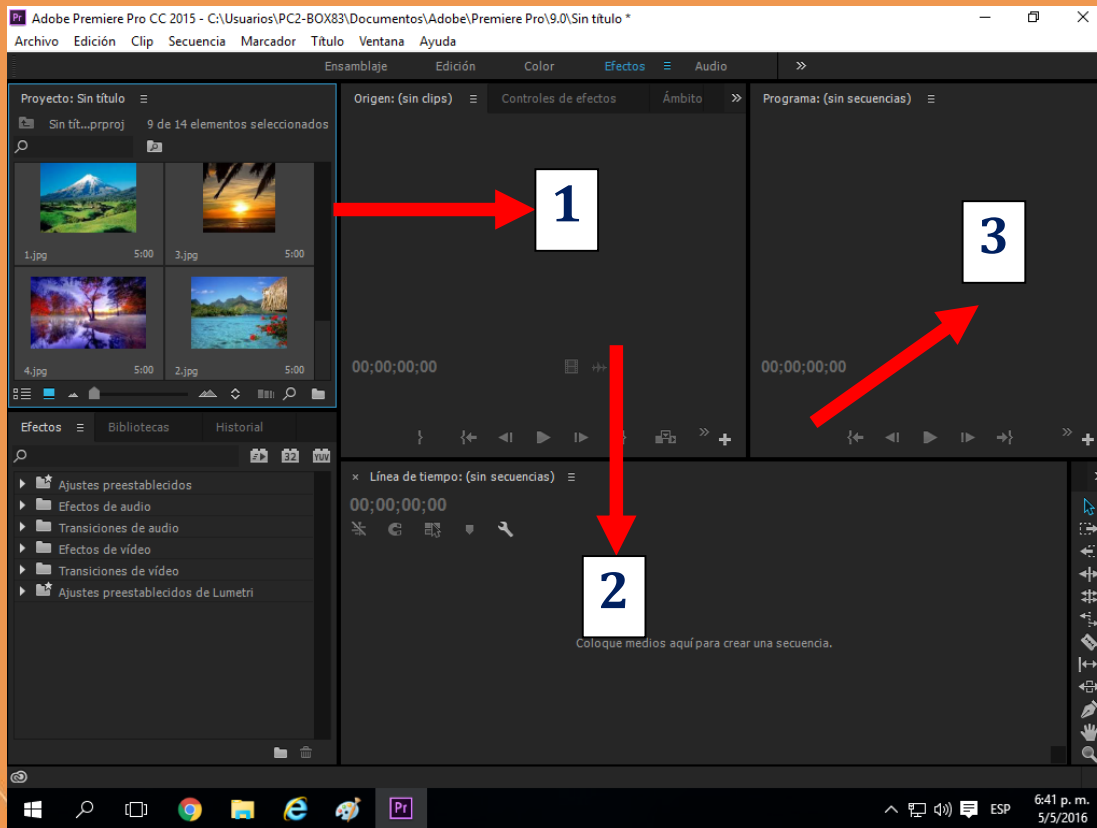 Adobe Premiere Pro CC 2015 - C:\Usuarios\PC2-BOX83\Documentos\Adobe\Premiere Pro\9.0\Sin título *
Archivo Edición Clip Secuencia Marcador Título Ventana Ayuda
Ensamblaje Edición Color Efectos Audio
Proyecto: Sin título
Sin tít...prproj 9 de 14 elementos seleccionados
1.jpg 5:00 3.jpg 5:00
4.jpg 5:00 2.jpg 5:00
Origen: (sin clips) Controles de efectos Ámbito
1
00;00;00;00
Programa: (sin secuencias)
3
00;00;00;00
Efectos Bibliotecas Historial
32 YUV
Ajustes preestablecidos
Efectos de audio
Transiciones de audio
Efectos de vídeo
Transiciones de vídeo
Ajustes preestablecidos de Lumetri
Línea de tiempo: (sin secuencias)
00;00;00;00
2
Coloque medios aquí para crear una secuencia.
Pr
ESP
6:41 p. m.
5/5/2016